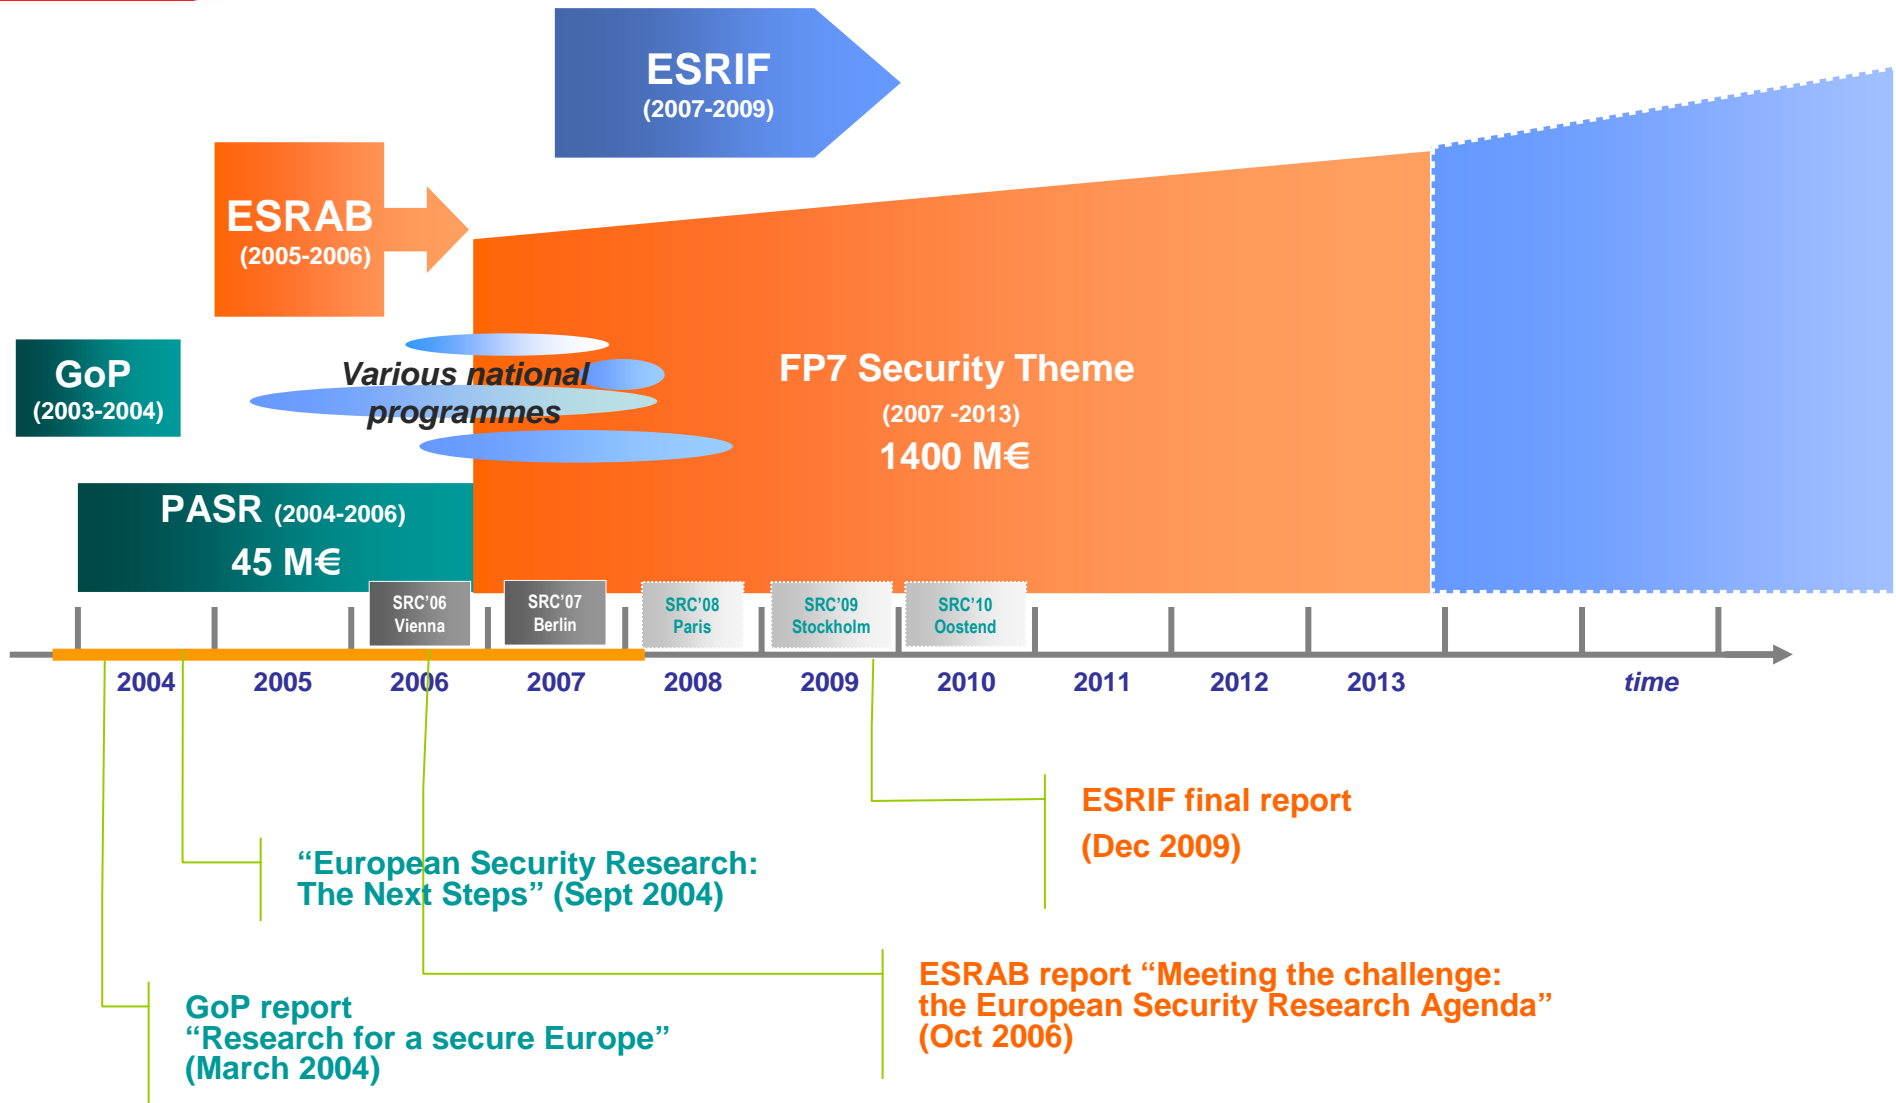 ESRIF
(2007-2009)
ESRAB
(2005-2006)
GoP
(2003-2004)
Various national
programmes
FP7 Security Theme
(2007 -2013)
1400 M€
PASR (2004-2006)
45 M€
SRC’06
Vienna
SRC’07
Berlin
SRC’08
Paris
SRC’09
Stockholm
SRC’10
Oostend
2004
2005
2006
2007
2008
2009
2010
2011
2012
2013
time
ESRIF final report
(Dec 2009)
“European Security Research:
The Next Steps” (Sept 2004)
ESRAB report “Meeting the challenge:
the European Security Research Agenda”
(Oct 2006)
GoP report
“Research for a secure Europe”
(March 2004)